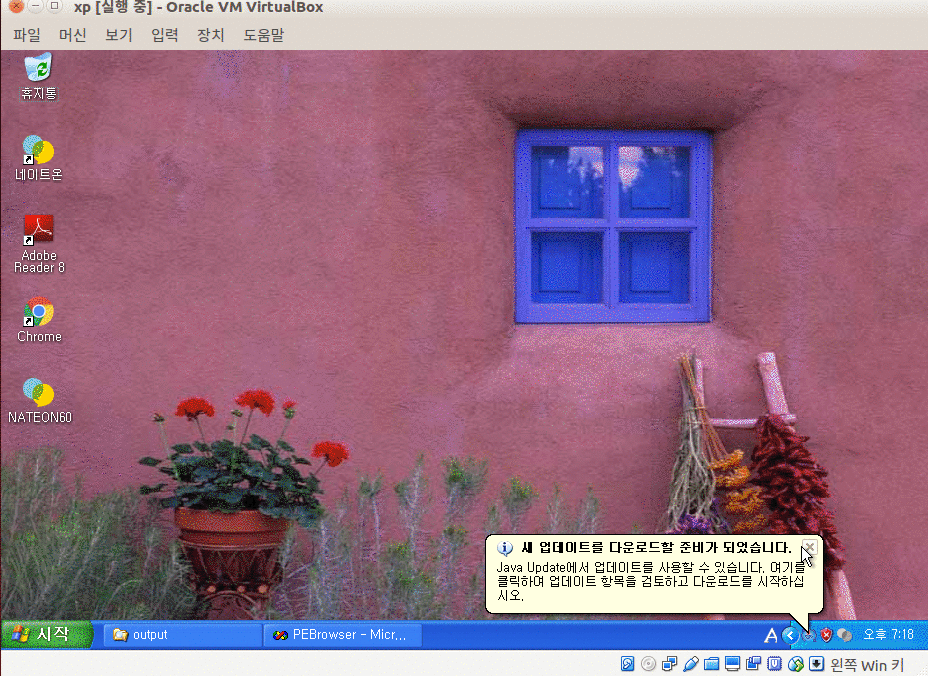 xp [실행 중] - Oracle VM VirtualBox
파일 머신 보기 입력 장치 도움말
휴지통
네이트온
Adobe
Reader 8
Chrome
NATEON60
새 업데이트를 다운로드할 준비가 되었습니다.
Java Update에서 업데이트를 사용할 수 있습니다. 여기를
클릭하여 업데이트 항목을 검토하고 다운로드를 시작하십
시오.
시작 output PEBrowser - Micr... A 오후 7:18
왼쪽 Win 키